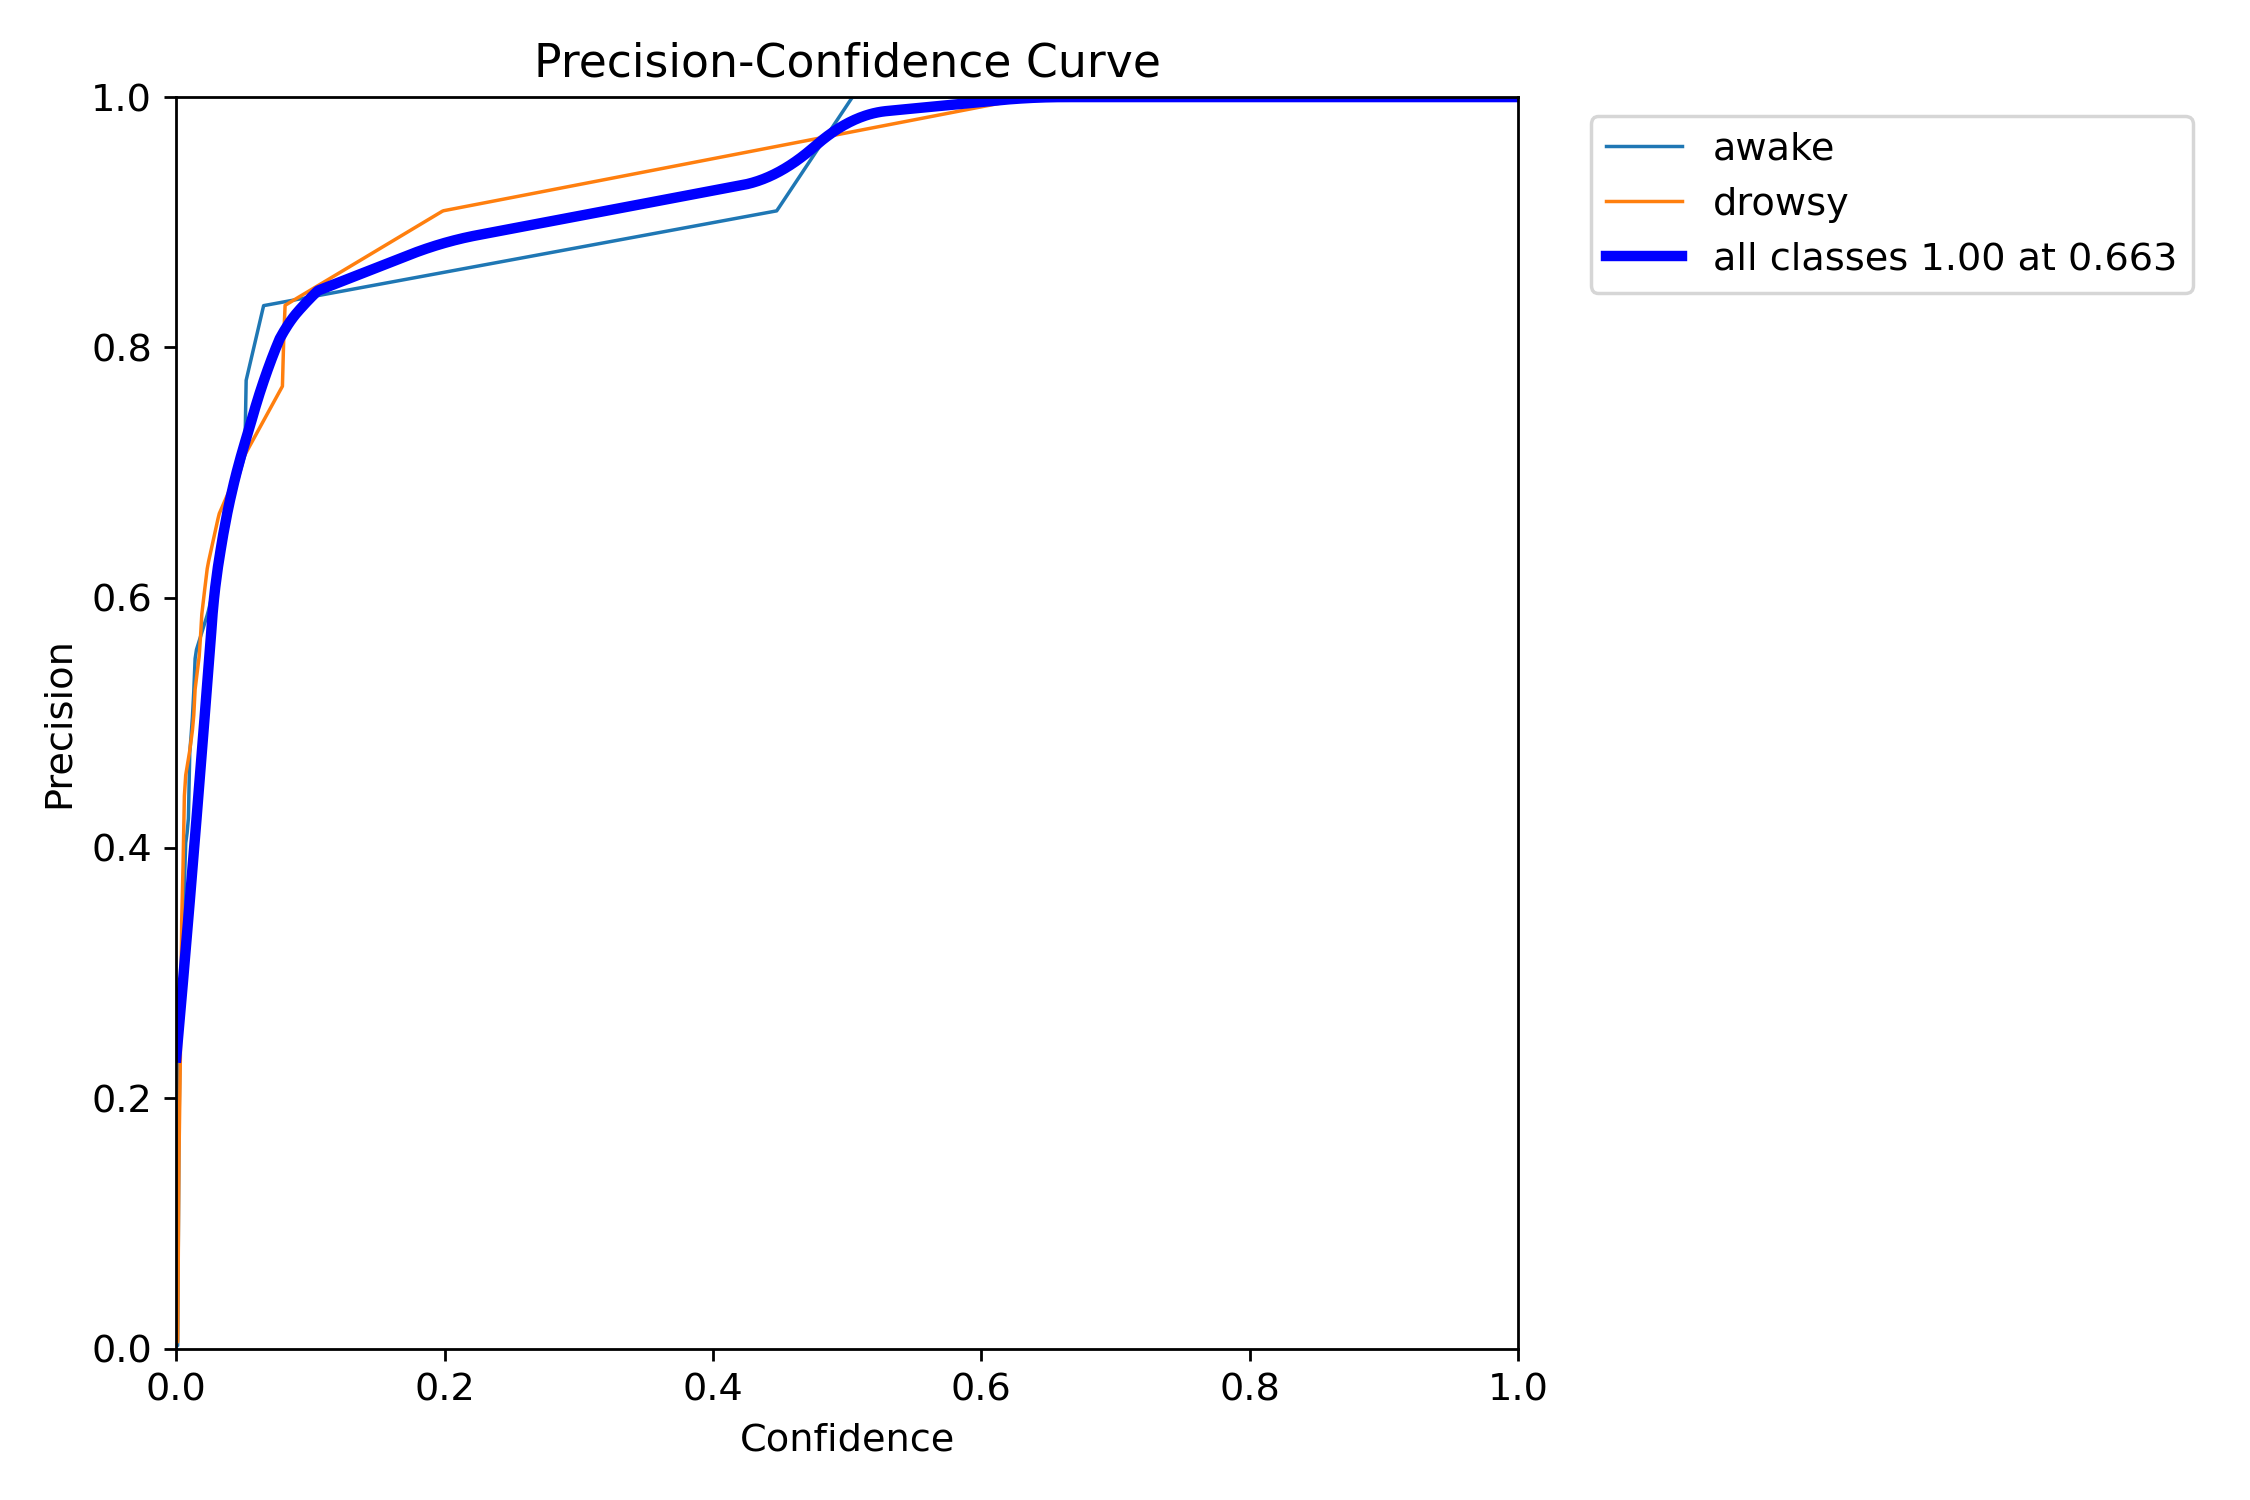 Precision-Confidence Curve
1.0
0.8
0.6
0.4
0.2
0.0
Precision
0.0 0.2 0.4 0.6 0.8 1.0
Confidence
awake
drowsy
all classes 1.00 at 0.663